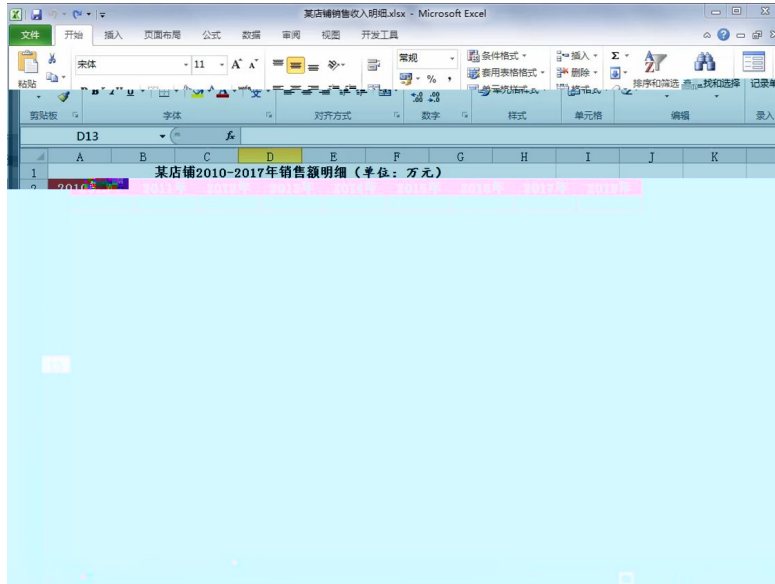 某店铺销售收入明细.xlsx - Microsoft Excel
文件 开始 插入 页面布局 公式 数据 审阅 视图 开发工具
宋体 11 A A 常规 条件格式 插入 Σ
套用表格格式 删除
粘贴 % , 单元格样式 格式 排序和筛选 查找和选择 记录单
剪贴板 字体 对齐方式 数字 样式 单元格 编辑 录入
D13 fx
A B C D E F G H I J K
1 某店铺2010-2017年销售额明细 (单位: 万元)
2 2010 2011年 2012年 2013年 2014年 2015年 2016年 2017年 2018年